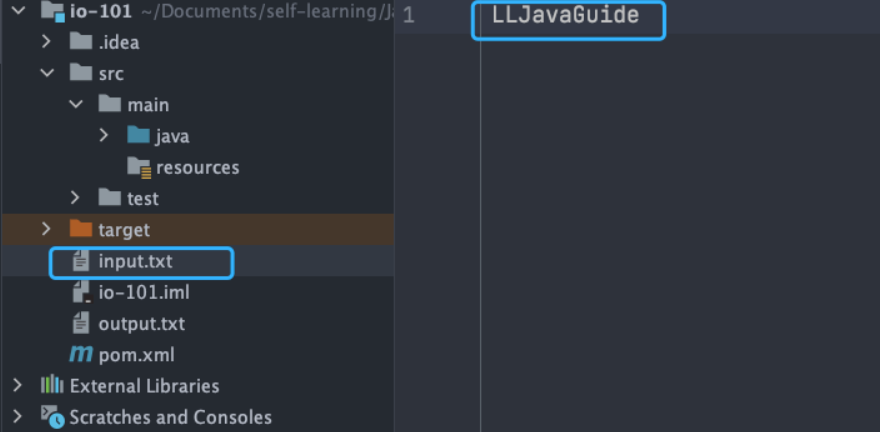 io-101 ~/Documents/self-learning/Ja
.idea
src
main
java
resources
test
target
input.txt
io-101.iml
output.txt
pom.xml
External Libraries
Scratches and Consoles
1 LLJavaGuide